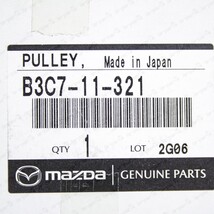 PULLEY, Made in Japan
B3C7-11-321
QTY 1 LOT 2G06
mazda GENUINE PARTS